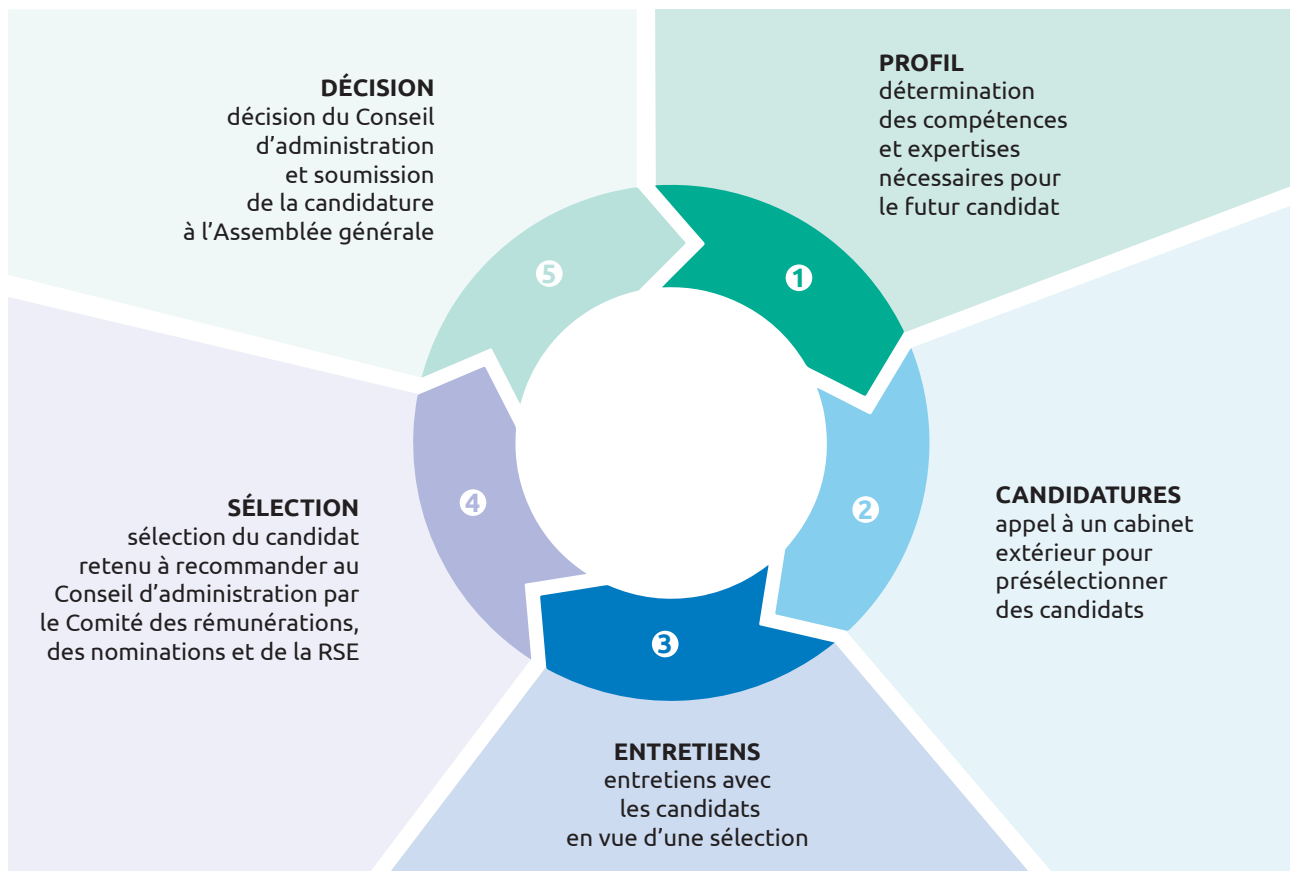 PROFIL
détermination
des compétences
et expertises
nécessaires pour
le futur candidat
1
CANDIDATURES
appel à un cabinet
extérieur pour
présélectionner
des candidats
2
ENTRETIENS
entretiens avec
les candidats
en vue d’une sélection
3
SÉLECTION
sélection du candidat
retenu à recommander au
Conseil d’administration par
le Comité des rémunérations,
des nominations et de la RSE
4
DÉCISION
décision du Conseil
d’administration
et soumission
de la candidature
à l’Assemblée générale
5